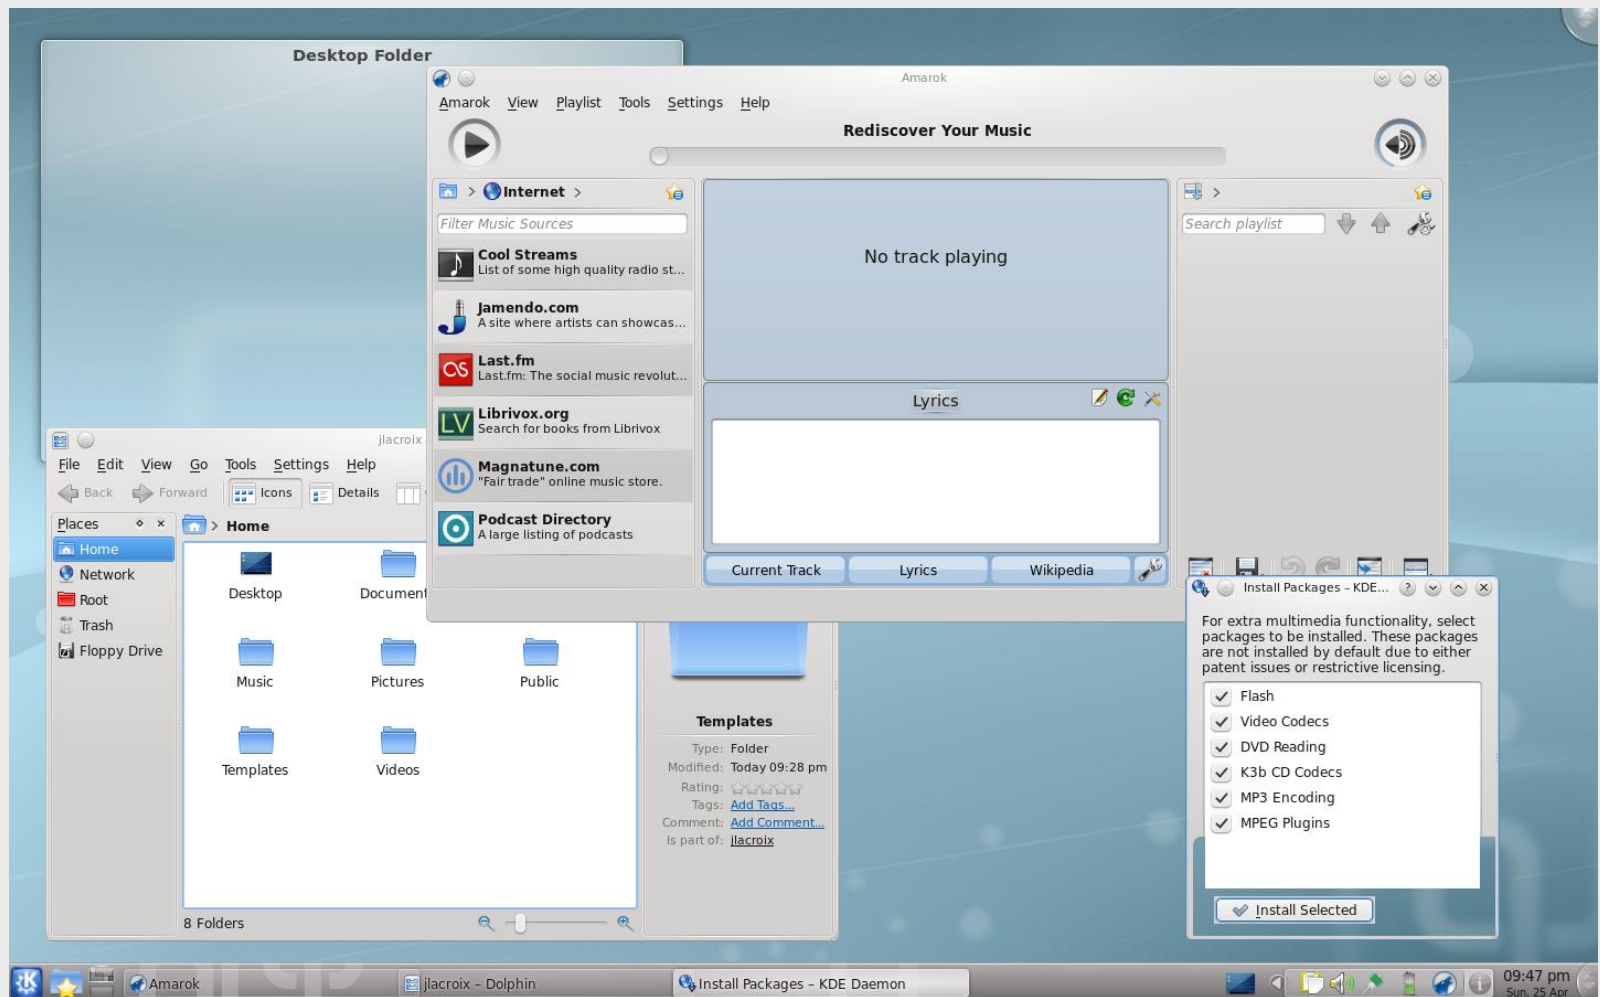 Desktop Folder
Amarok
Amarok View Playlist Tools Settings Help
Rediscover Your Music
> Internet >
Filter Music Sources
Cool Streams
List of some high quality radio st...
Jamendo.com
A site where artists can showcas...
Last.fm
Last.fm: The social music revolut...
Librivox.org
Search for books from Librivox
Magnatune.com
"Fair trade" online music store.
Podcast Directory
A large listing of podcasts
No track playing
Lyrics
Current Track Lyrics Wikipedia
>
Search playlist
jlacroix -
File Edit View Go Tools Settings Help
Back Forward Icons Details
Places
Home
Network
Root
Trash
Floppy Drive
> Home
Desktop Document
Music Pictures Public
Templates Videos
8 Folders
Templates
Type: Folder
Modified: Today 09:28 pm
Rating:
Tags: Add Tags...
Comment: Add Comment...
Is part of: jlacroix
Install Packages – KDE...
For extra multimedia functionality, select
packages to be installed. These packages
are not installed by default due to either
patent issues or restrictive licensing.
Flash
Video Codecs
DVD Reading
K3b CD Codecs
MP3 Encoding
MPEG Plugins
Install Selected
Amarok
jlacroix – Dolphin
Install Packages – KDE Daemon
09:47 pm
Sun, 25 Apr